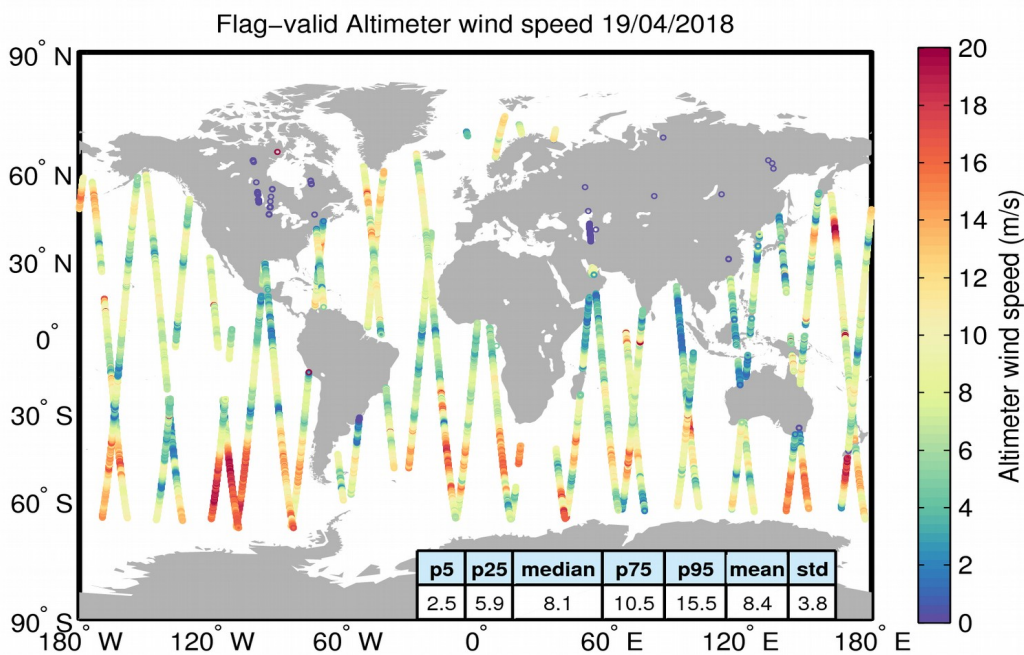 Flag−valid Altimeter wind speed 19/04/2018
90° N
60° N
30° N
0°
30° S
60° S
90° S
180° W
120° W
60° W
0°
60° E
120° E
180° E
p5 p25 median p75 p95 mean std
2.5 5.9 8.1 10.5 15.5 8.4 3.8
20
18
16
14
12
10
8
6
4
2
0
Altimeter wind speed (m/s)